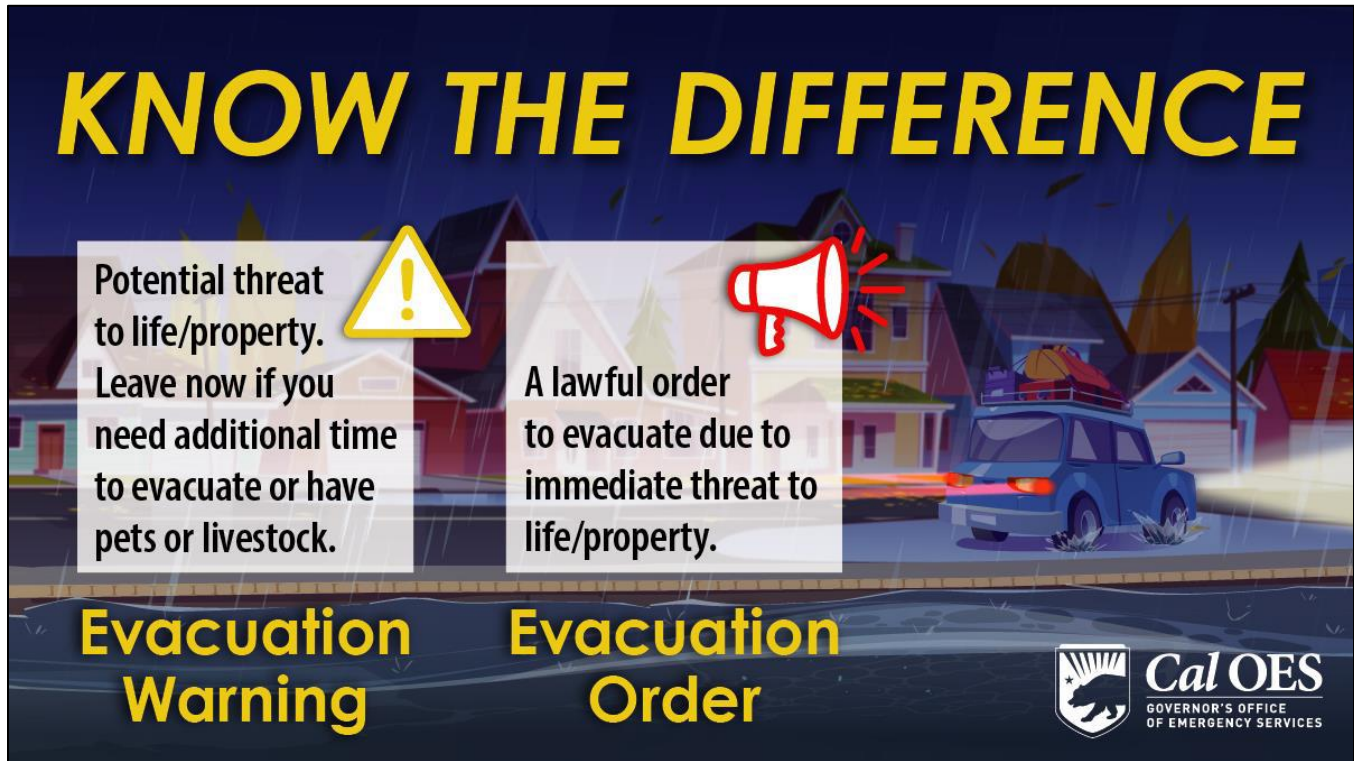 KNOW THE DIFFERENCE
Potential threat
to life/property.
Leave now if you
need additional time
to evacuate or have
pets or livestock.
Evacuation
Warning
A lawful order
to evacuate due to
immediate threat to
life/property.
Evacuation
Order
Cal OES
GOVERNOR'S OFFICE
OF EMERGENCY SERVICES